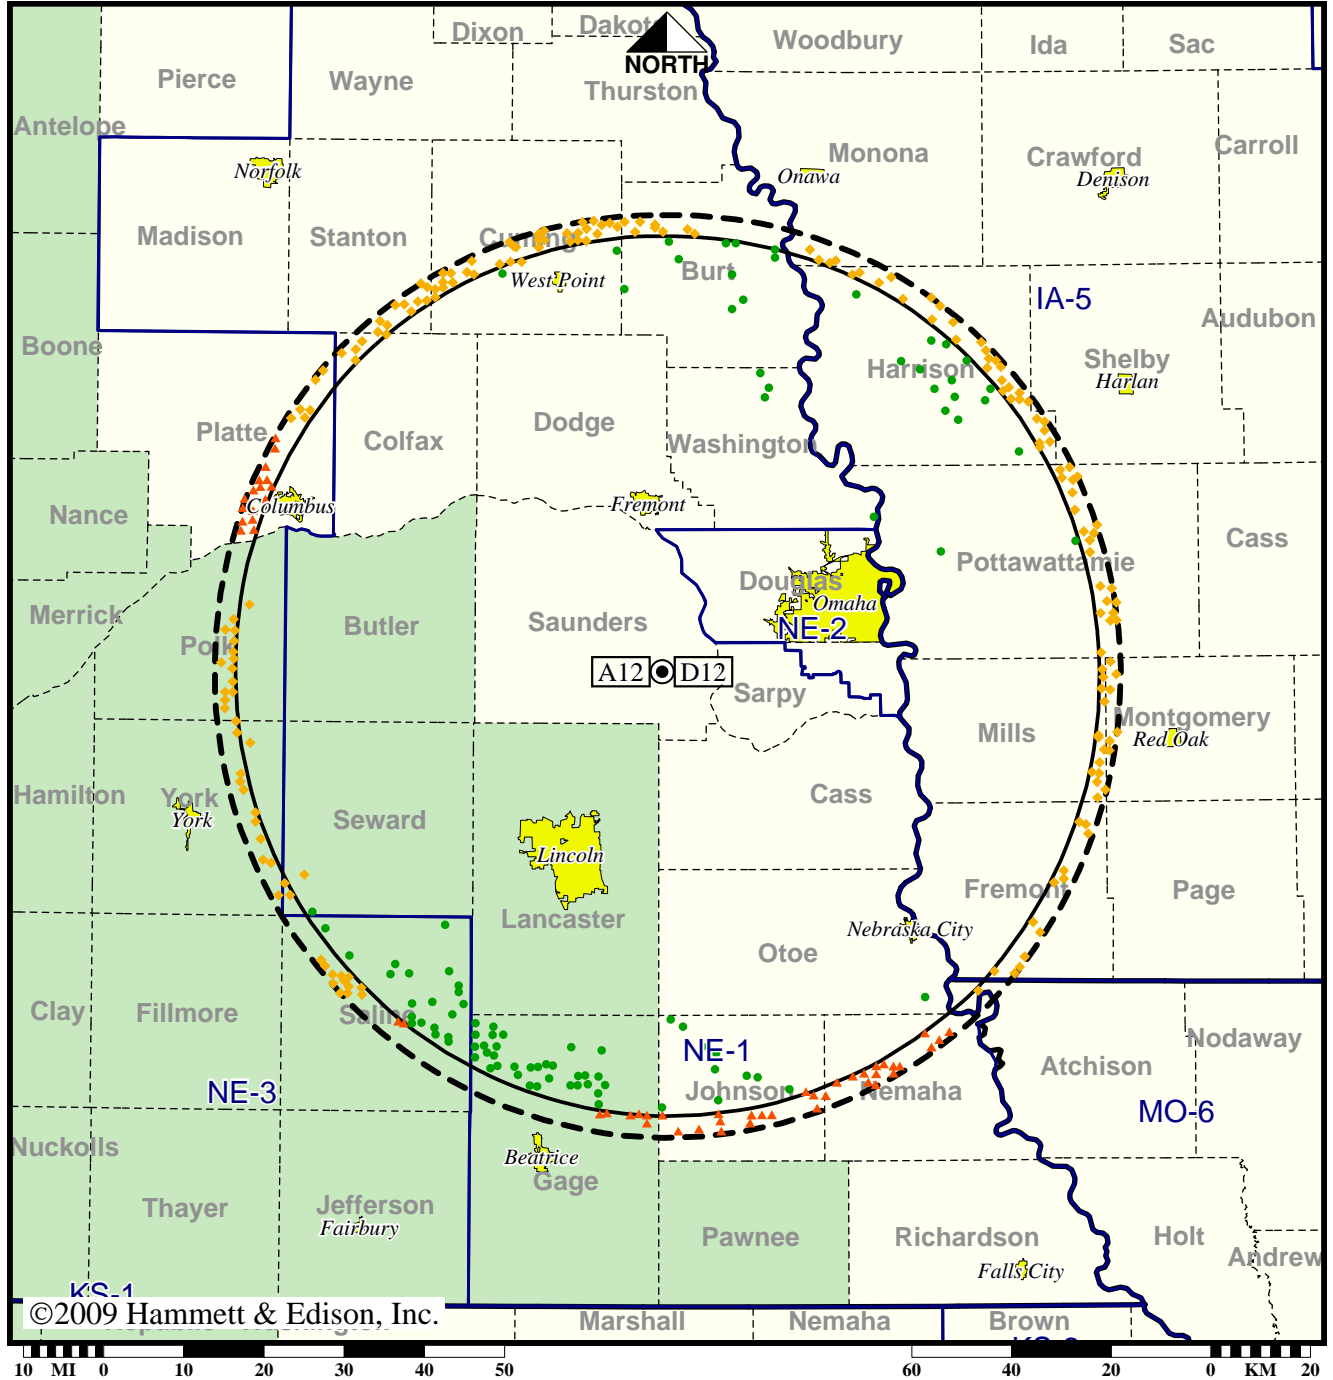 Dixon
Dakota
Woodbury
Ida
Sac
NORTH
Pierce
Wayne
Thurston
Antelope
Monona
Crawford
Carroll
Norfolk
Onawa
Denison
Madison
Stanton
Cuming
West Point
Burt
IA-5
Audubon
Boone
Harrison
Shelby
Harlan
Platte
Colfax
Dodge
Washington
Nance
Columbus
Fremont
Cass
Pottawattamie
Douglas
Omaha
Merrick
Polk
Butler
Saunders
NE-2
A12
D12
Sarpy
Montgomery
Red Oak
Mills
Hamilton
York
York
Cass
Seward
Lincoln
Fremont
Page
Lancaster
Nebraska City
Otoe
Clay
Fillmore
Saline
NE-1
Nodaway
Atchison
NE-3
Johnson
Nemaha
MO-6
Nuckolls
Beatrice
Gage
Thayer
Jefferson
Fairbury
Pawnee
Richardson
Holt
Andrew
Falls City
KS-1
©2009 Hammett & Edison, Inc.
Marshall
Nemaha
Brown
10 MI 0 10 20 30 40 50
60 40 20 0 KM 20